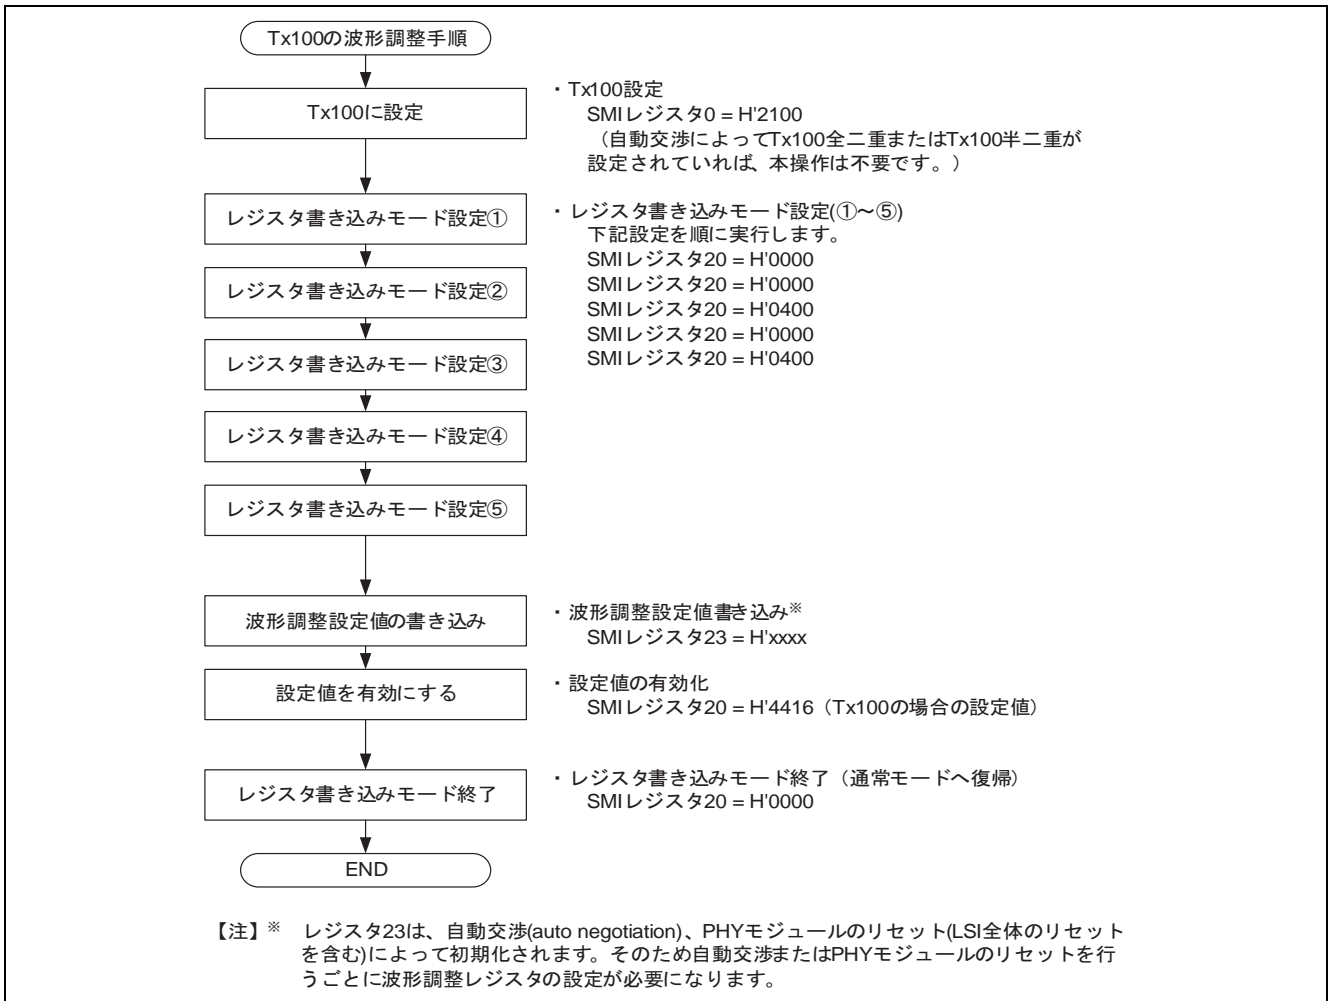 Tx100の波形調整手順
Tx100に設定
・Tx100設定
SMIレジスタ0 = H'2100
（自動交渉によってTx100全二重またはTx100半二重が
設定されていれば、本操作は不要です。）
レジスタ書き込みモード設定①
・レジスタ書き込みモード設定(①～⑤)
下記設定を順に実行します。
SMIレジスタ20 = H'0000
SMIレジスタ20 = H'0000
SMIレジスタ20 = H'0400
SMIレジスタ20 = H'0000
SMIレジスタ20 = H'0400
レジスタ書き込みモード設定②
レジスタ書き込みモード設定③
レジスタ書き込みモード設定④
レジスタ書き込みモード設定⑤
波形調整設定値の書き込み
・波形調整設定値書き込み※
SMIレジスタ23 = H'xxxx
設定値を有効にする
・設定値の有効化
SMIレジスタ20 = H'4416（Tx100の場合の設定値）
レジスタ書き込みモード終了
・レジスタ書き込みモード終了（通常モードへ復帰）
SMIレジスタ20 = H'0000
END
【注】※ レジスタ23は、自動交渉(auto negotiation)、PHYモジュールのリセット(LSI全体のリセット
を含む)によって初期化されます。そのため自動交渉またはPHYモジュールのリセットを行
うごとに波形調整レジスタの設定が必要になります。